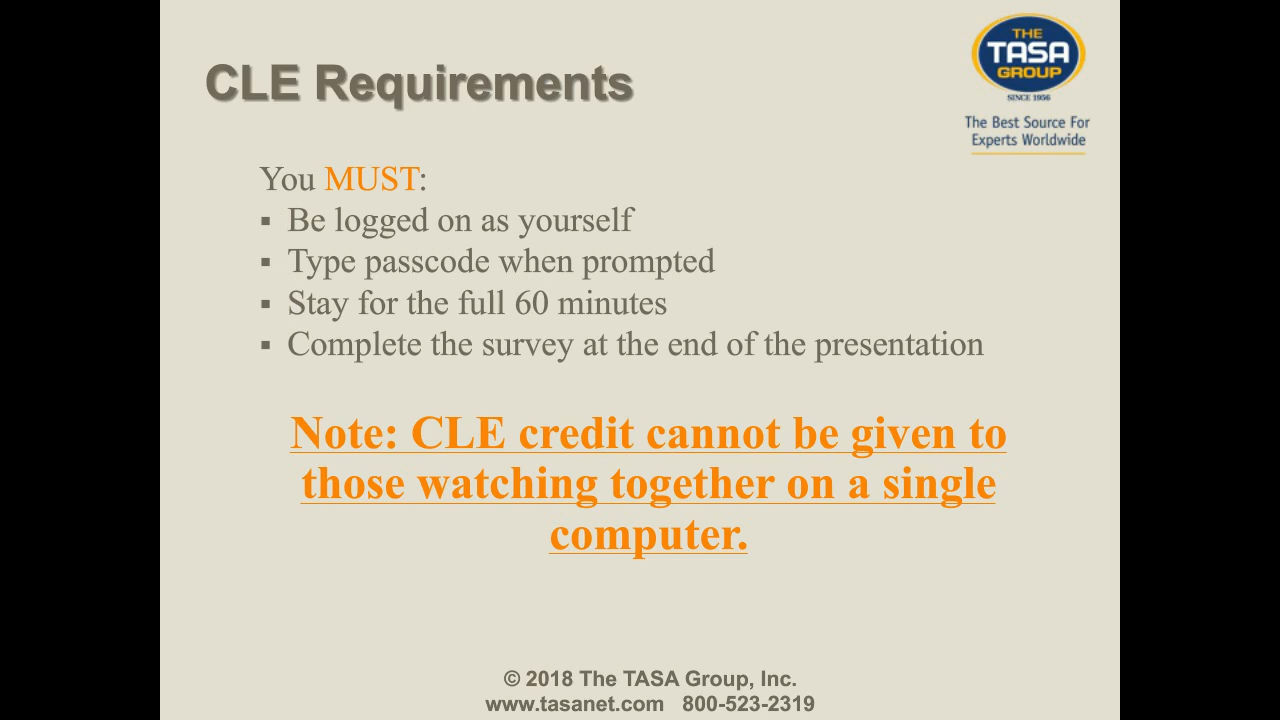 THE
TASA
GROUP
SINCE 1956
The Best Source For
Experts Worldwide
CLE Requirements
You MUST:
▪ Be logged on as yourself
▪ Type passcode when prompted
▪ Stay for the full 60 minutes
▪ Complete the survey at the end of the presentation
Note: CLE credit cannot be given to
those watching together on a single
computer.
© 2018 The TASA Group, Inc.
www.tasanet.com 800-523-2319